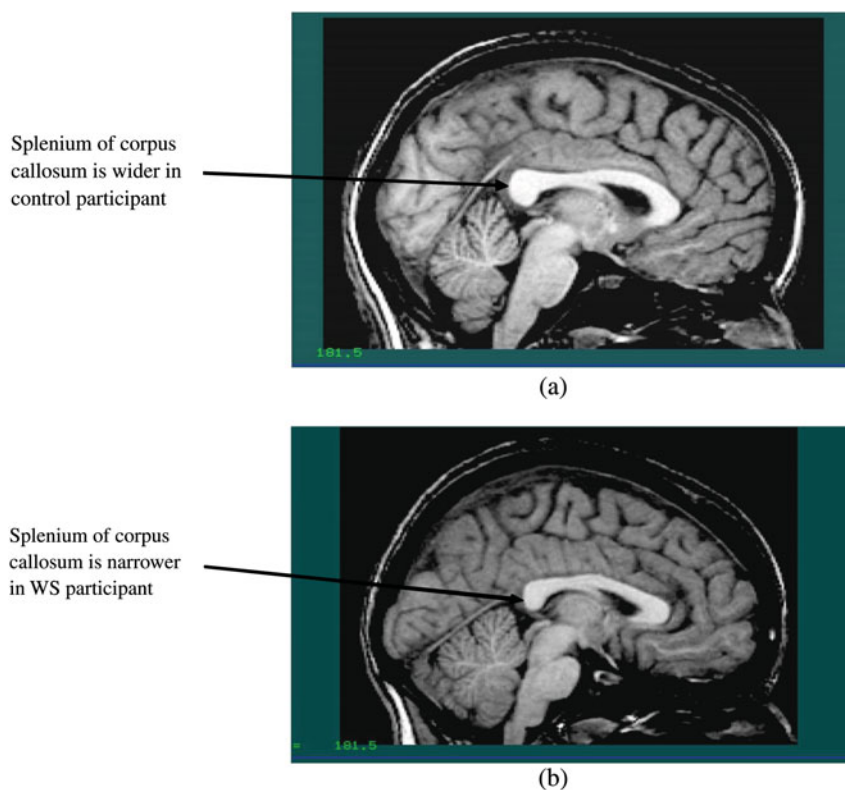 Splenium of corpus
callosum is wider in
control participant
181.5
(a)
Splenium of corpus
callosum is narrower
in WS participant
= 181.5
(b)